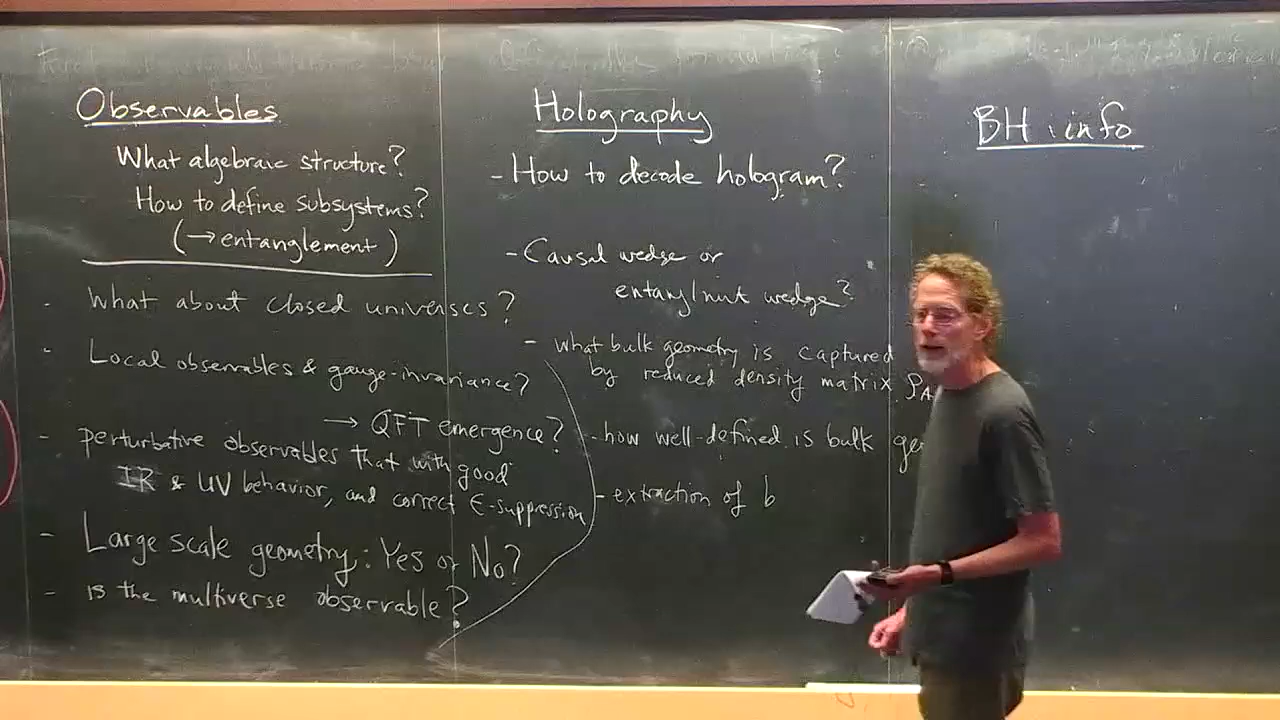 Observables
What algebraic structure?
How to define subsystems?
(→ entanglement)
- What about closed universes?
- Local observables & gauge-invariance?
→ QFT emergence?
- perturbative observables that with good
IR & UV behavior, and correct E-suppression
- Large scale geometry: Yes or No?
- is the multiverse observable?
Holography
- How to decode hologram?
- Causal wedge or
wedge?
- what bulk geometry is captured
by reduced density matrix ρA
- how well-defined is bulk ge
- extraction of b
BH info